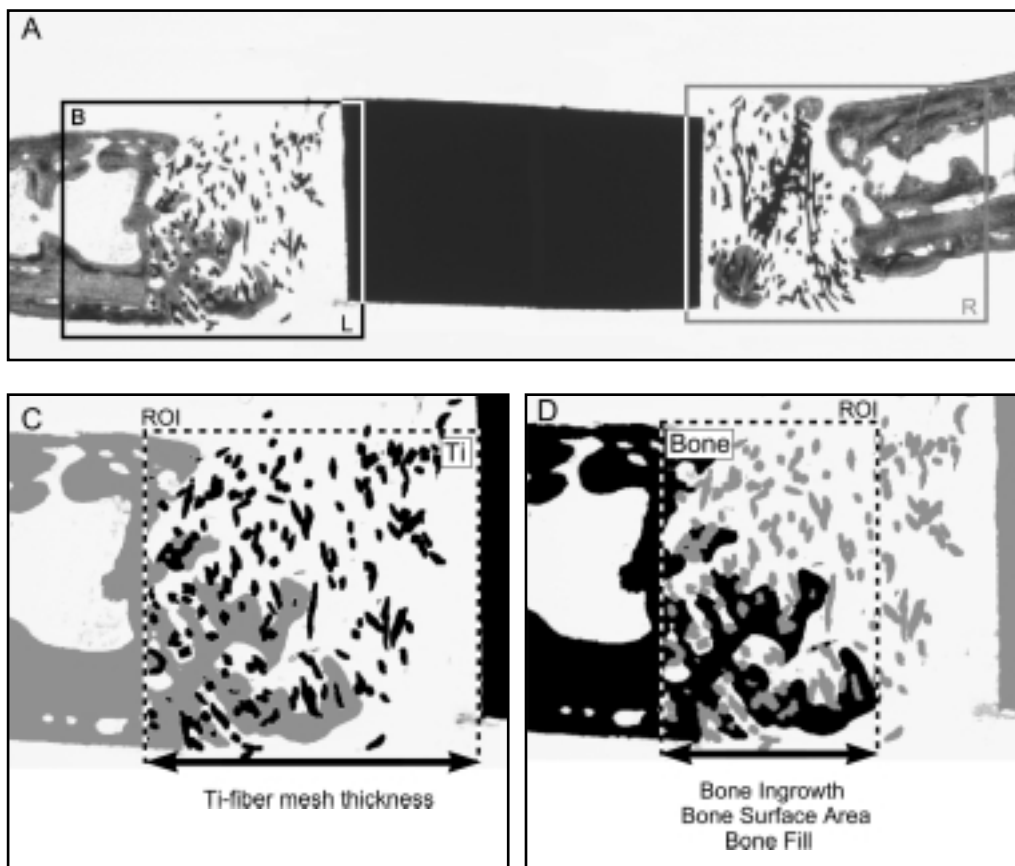 A
B
L
R
C
ROI
Ti
Ti-fiber mesh thickness
D
ROI
Bone
Bone Ingrowth
Bone Surface Area
Bone Fill